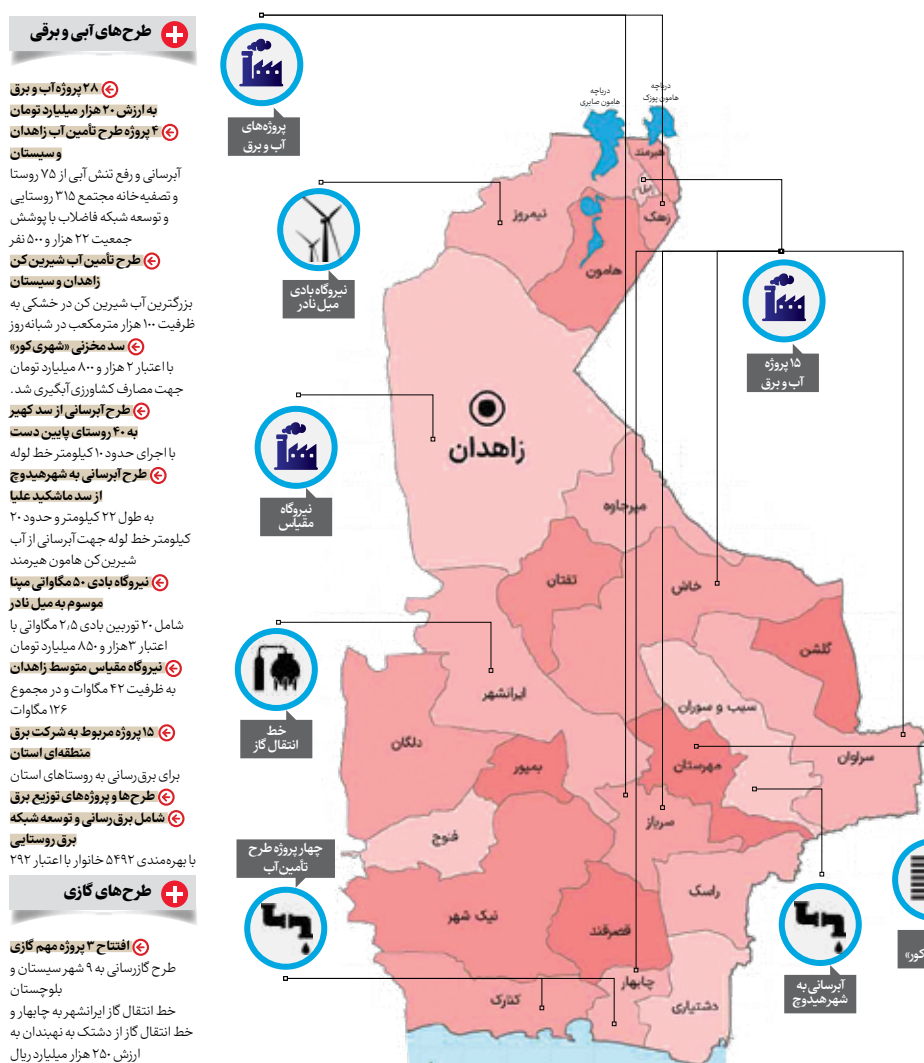 طرح‌های آبی و برقی
۲۸ پروژه آب و برق
به ارزش ۲۰ هزار میلیارد تومان
۴ پروژه طرح تأمین آب زاهدان
و سیستان
آبرسانی و رفع تنش آبی از ۷۵ روستا
و تصفیه‌خانه مجتمع ۳۱۵ روستایی
و توسعه شبکه فاضلاب با پوشش
جمعیت ۲۲ هزار و ۵۰۰ نفر
طرح تأمین آب شیرین کن
زاهدان و سیستان
بزرگترین آب شیرین کن در خشکی به
ظرفیت ۱۰۰ هزار مترمکعب در شبانه‌روز
سد مخزنی «شهری کور»
با اعتبار ۲ هزار و ۸۰۰ میلیارد تومان
جهت مصارف کشاورزی آبگیری شد.
طرح آبرسانی از سد کهیر
به ۴۰ روستای پایین دست
با اجرای حدود ۱۰ کیلومتر خط لوله
طرح آبرسانی به شهر هیدوچ
از سد ماشکید علیا
به طول ۲۲ کیلومتر و حدود ۲۰
کیلومتر خط لوله جهت آبرسانی از آب
شیرین کن هامون هیرمند
نیروگاه بادی ۵۰ مگاواتی مپنا
موسوم به میل نادر
شامل ۲۰ توربین بادی ۲٫۵ مگاواتی با
اعتبار ۳ هزار و ۸۵۰ میلیارد تومان
نیروگاه مقیاس متوسط زاهدان
به ظرفیت ۴۲ مگاوات و در مجموع
۱۲۶ مگاوات
۱۵ پروژه مربوط به شرکت برق
منطقه‌ای استان
برای برق‌رسانی به روستاهای استان
طرح‌ها و پروژه‌های توزیع برق
شامل برق رسانی و توسعه شبکه
برق روستایی
با بهره‌مندی ۵۴۹۲ خانوار با اعتبار ۲۹۲
طرح‌های گازی
افتتاح ۳ پروژه مهم گازی
طرح گازرسانی به ۹ شهر سیستان و
بلوچستان
خط انتقال گاز ایرانشهر به چابهار و
خط انتقال گاز از دشتک به نهبندان به
ارزش ۲۵۰ هزار میلیارد ریال
پروژه‌های
آب و برق
دریاچه
هامون صابری
دریاچه
هامون پوزک
هیرمند
زابل
زهک
نیمروز
هامون
نیروگاه بادی
میل نادر
۱۵ پروژه
آب و برق
زاهدان
نیروگاه
مقیاس
میرجاوه
تفتان
خاش
گلشن
ایرانشهر
سیب و سوران
خط
انتقال گاز
دلگان
بمپور
مهرستان
سراوان
سرباز
فنوج
چهار پروژه طرح
تأمین آب
راسک
نیک شهر
قصرقند
کور»
آبرسانی به
شهر هیدوچ
چابهار
کنارک
دشتیاری